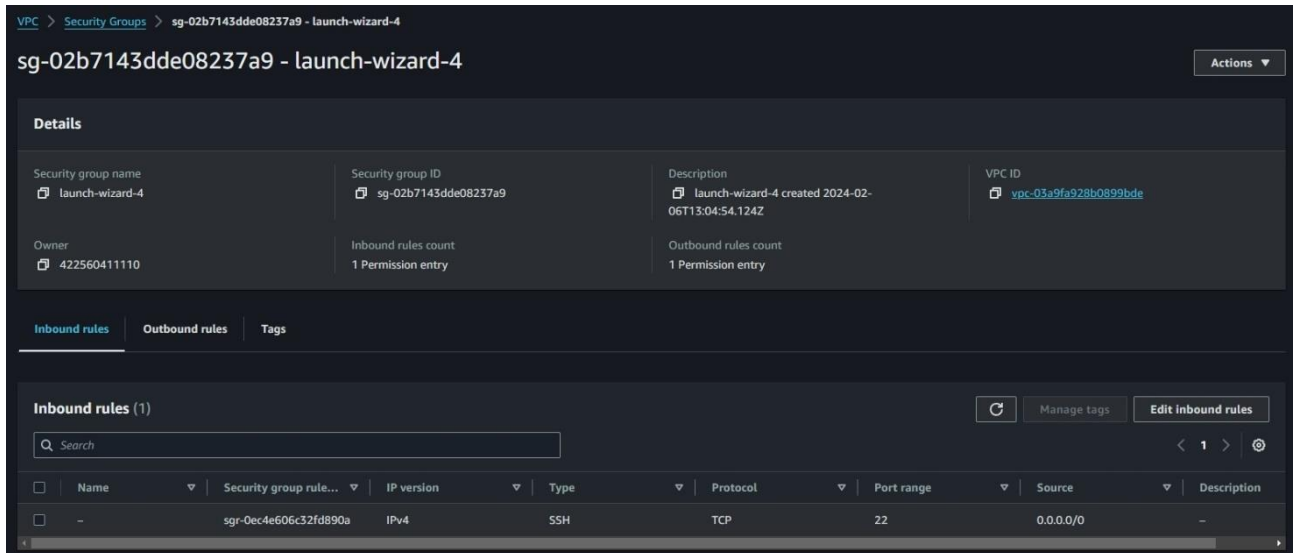 VPC > Security Groups > sg-02b7143dde08237a9 - launch-wizard-4
sg-02b7143dde08237a9 - launch-wizard-4
Actions
Details
Security group name
launch-wizard-4
Security group ID
sg-02b7143dde08237a9
Description
launch-wizard-4 created 2024-02-
06T13:04:54.124Z
VPC ID
vpc-03a9fa928b0899bde
Owner
422560411110
Inbound rules count
1 Permission entry
Outbound rules count
1 Permission entry
Inbound rules Outbound rules Tags
Inbound rules (1)
Manage tags Edit inbound rules
Search
< 1 >
Name Security group rule... IP version Type Protocol Port range Source Description
– sgr-0ec4e606c32fd890a IPv4 SSH TCP 22 0.0.0.0/0 –